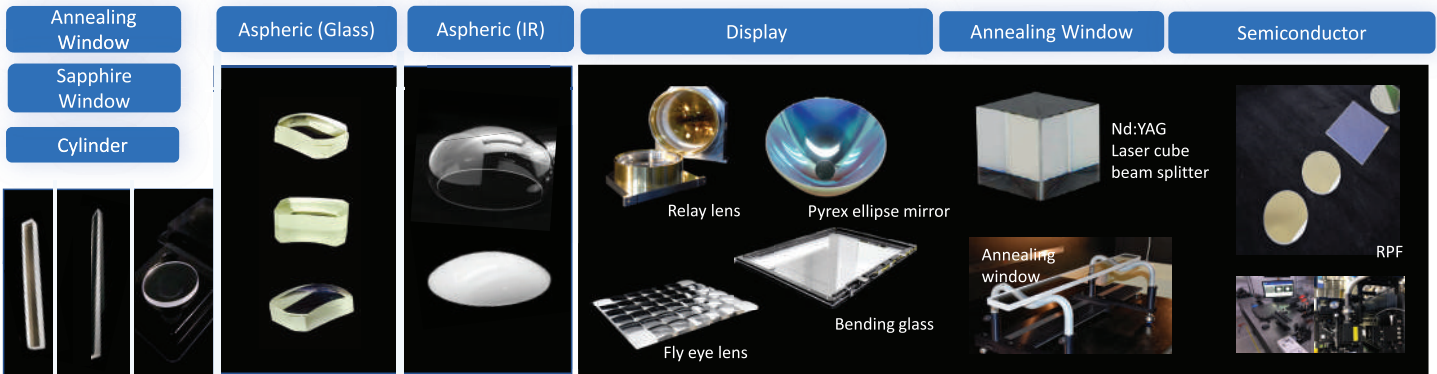 Annealing
Window
Sapphire
Window
Cylinder
Aspheric (Glass)
Aspheric (IR)
Display
Annealing Window
Semiconductor
Relay lens
Pyrex ellipse mirror
Fly eye lens
Bending glass
Nd:YAG
Laser cube
beam splitter
Annealing
window
RPF